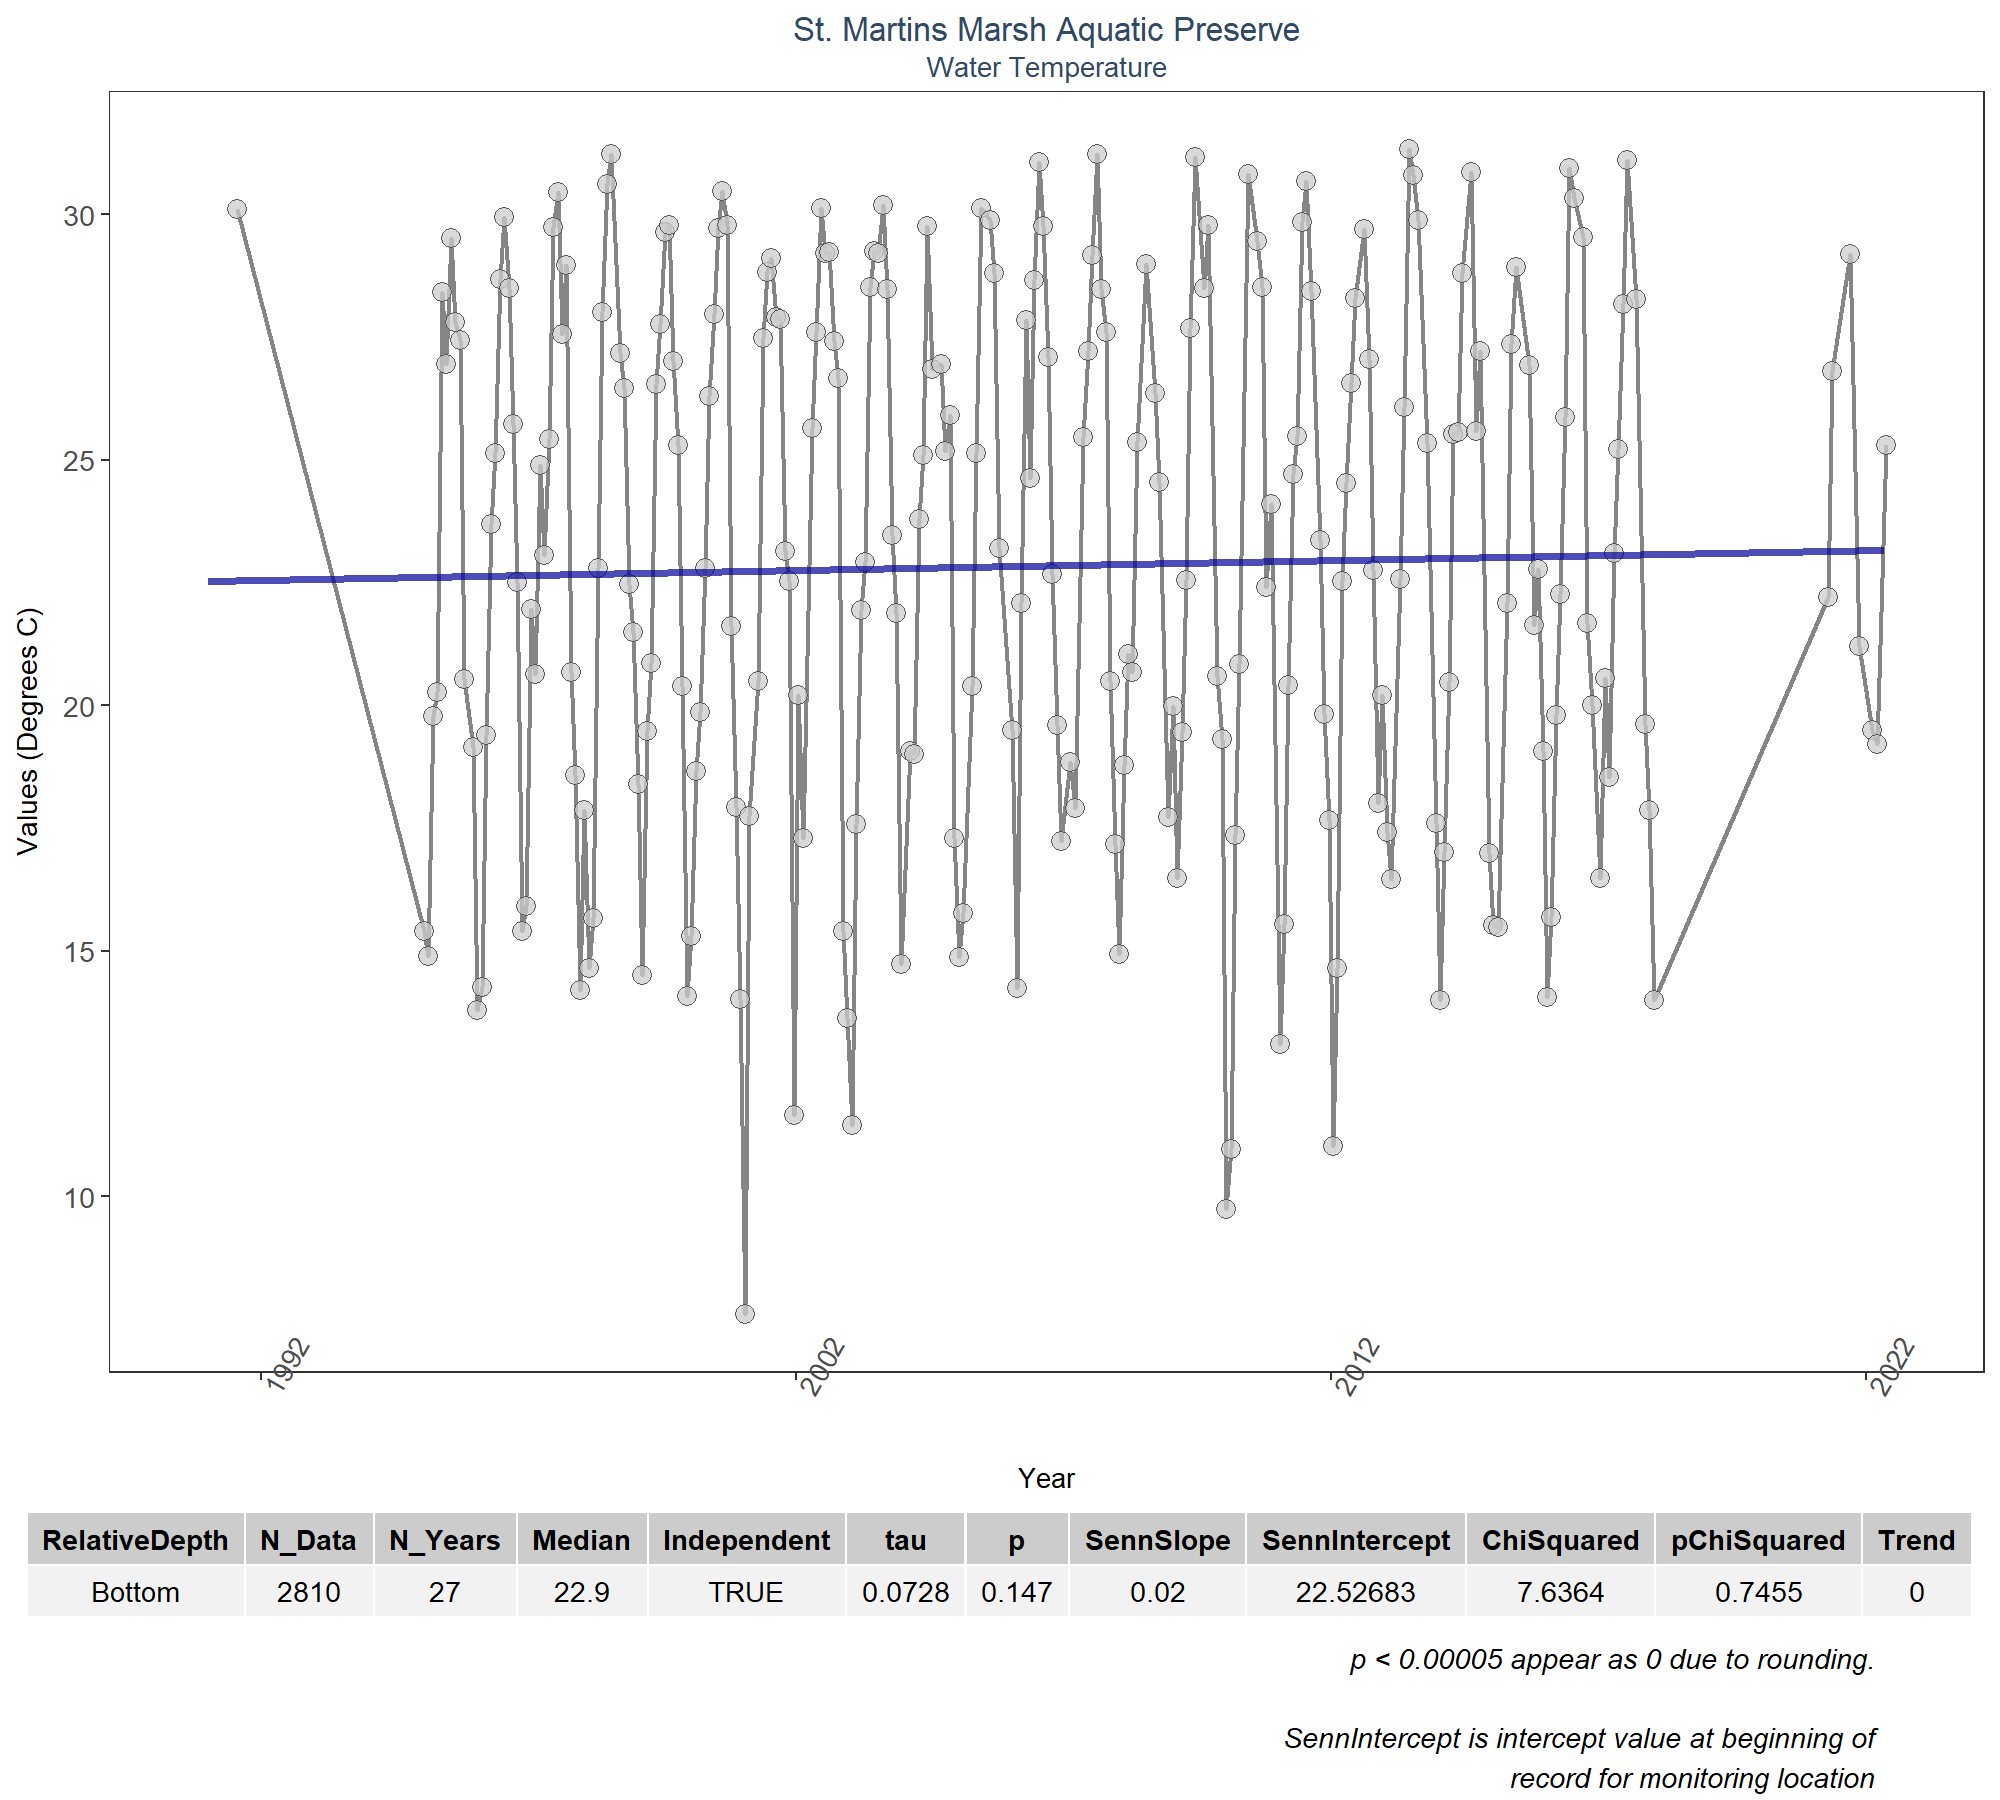 St. Martins Marsh Aquatic Preserve
Water Temperature
Values (Degrees C)
30
25
20
15
10
1992
2002
2012
2022
Year
RelativeDepth N_Data N_Years Median Independent tau p SennSlope SennIntercept ChiSquared pChiSquared Trend
Bottom 2810 27 22.9 TRUE 0.0728 0.147 0.02 22.52683 7.6364 0.7455 0
p < 0.00005 appear as 0 due to rounding.
SennIntercept is intercept value at beginning of
record for monitoring location